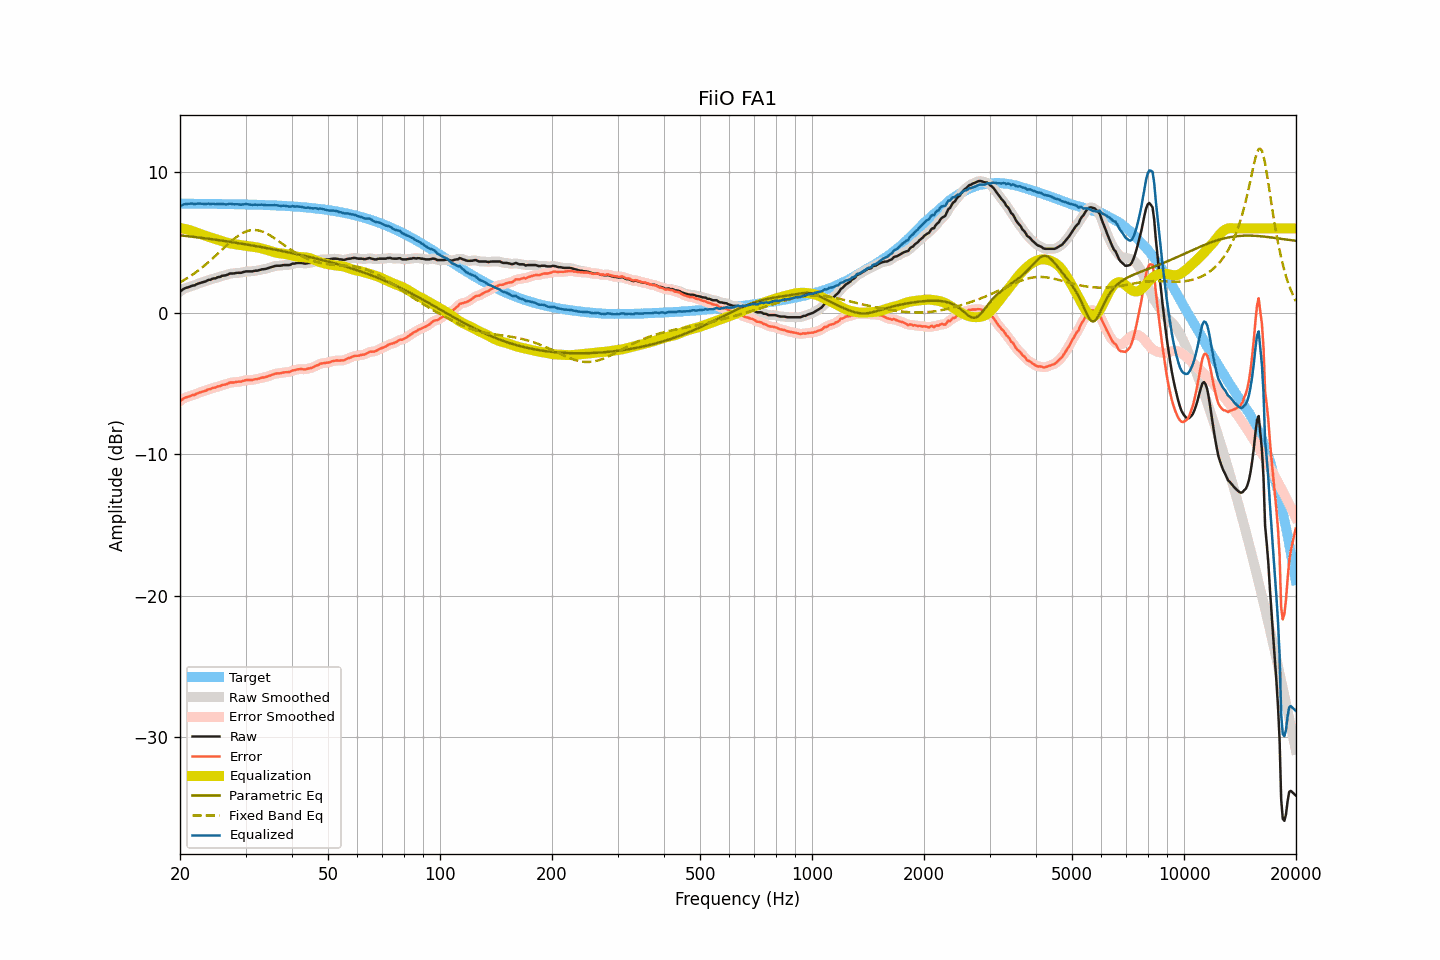 FiiO FA1
10
0
−10
−20
−30
Amplitude (dBr)
Target
Raw Smoothed
Error Smoothed
Raw
Error
Equalization
Parametric Eq
Fixed Band Eq
Equalized
20 50 100 200 500 1000 2000 5000 10000 20000
Frequency (Hz)